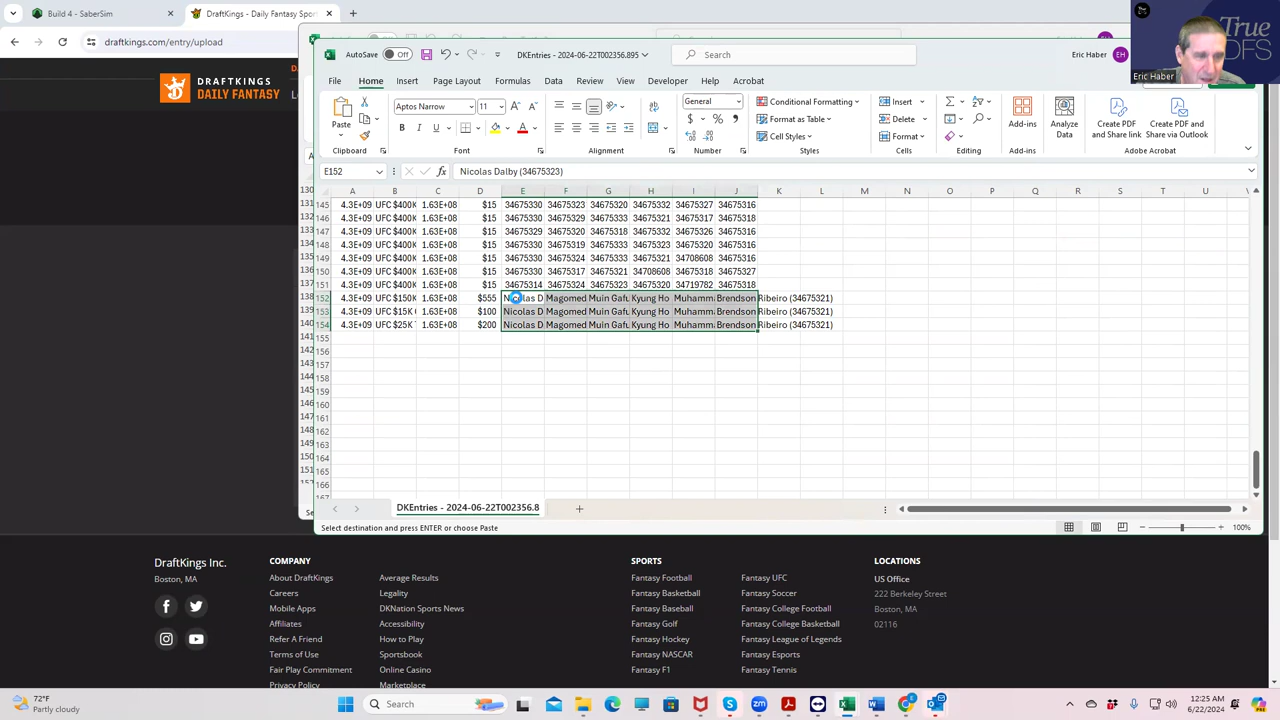 Build 4 - SaberSim
DraftKings - Daily Fantasy Spor
draftkings.com/entry/upload
DRAFTKINGS
DAILY FANTASY
AutoSave
Off
DKEntries - 2024-06-22T002356.895
Search
Eric Haber
EH
Eric Haber
True
DFS
File Home Insert Page Layout Formulas Data Review View Developer Help Acrobat
Paste
Clipboard
Aptos Narrow 11
Font
Alignment
General
Number
Conditional Formatting
Format as Table
Cell Styles
Styles
Insert
Delete
Format
Cells
Editing
Add-ins
Add-ins
Analyze Data
Create PDF and Share link
Create PDF and Share via Outlook
Adobe Acrobat
E152
Nicolas Dalby (34675323)
A B C D E F G H I J K L M N O P Q R S T U V
145 4.3E+09 UFC $400K 1.63E+08 $15 34675330 34675323 34675320 34675332 34675327 34675316
146 4.3E+09 UFC $400K 1.63E+08 $15 34675330 34675329 34675333 34675331 34675317 34675318
147 4.3E+09 UFC $400K 1.63E+08 $15 34675329 34675320 34675318 34675332 34675326 34675316
148 4.3E+09 UFC $400K 1.63E+08 $15 34675330 34675319 34675333 34675323 34675320 34675316
149 4.3E+09 UFC $400K 1.63E+08 $15 34675330 34675324 34675333 34675321 34708608 34675316
150 4.3E+09 UFC $400K 1.63E+08 $15 34675330 34675317 34675321 34708608 34675318 34675327
151 4.3E+09 UFC $400K 1.63E+08 $15 34675314 34675324 34675323 34675331 34719782 34675318
152 4.3E+09 UFC $150K 1.63E+08 $555 Nicolas D Magomed Muin Gafu Kyung Ho Muhamma Brendson Ribeiro (34675321)
153 4.3E+09 UFC $15K 1.63E+08 $100 Nicolas D Magomed Muin Gafu Kyung Ho Muhamma Brendson Ribeiro (34675321)
154 4.3E+09 UFC $25K 1.63E+08 $200 Nicolas D Magomed Muin Gafu Kyung Ho Muhamma Brendson Ribeiro (34675321)
155
156
157
158
159
160
161
162
163
164
165
166
167
DKEntries - 2024-06-22T002356.8
Select destination and press ENTER or choose Paste
100%
DraftKings Inc.
Boston, MA
COMPANY
About DraftKings
Careers
Mobile Apps
Affiliates
Refer A Friend
Terms of Use
Fair Play Commitment
Privacy Policy
Average Results
Legality
DKNation Sports News
Accessibility
How to Play
Sportsbook
Online Casino
Marketplace
SPORTS
Fantasy Football
Fantasy Basketball
Fantasy Baseball
Fantasy Golf
Fantasy Hockey
Fantasy NASCAR
Fantasy F1
Fantasy UFC
Fantasy Soccer
Fantasy College Football
Fantasy College Basketball
Fantasy League of Legends
Fantasy Esports
Fantasy Tennis
LOCATIONS
US Office
222 Berkeley Street
Boston, MA
02116
72°F
Partly cloudy
Search
12:25 AM
6/22/2024